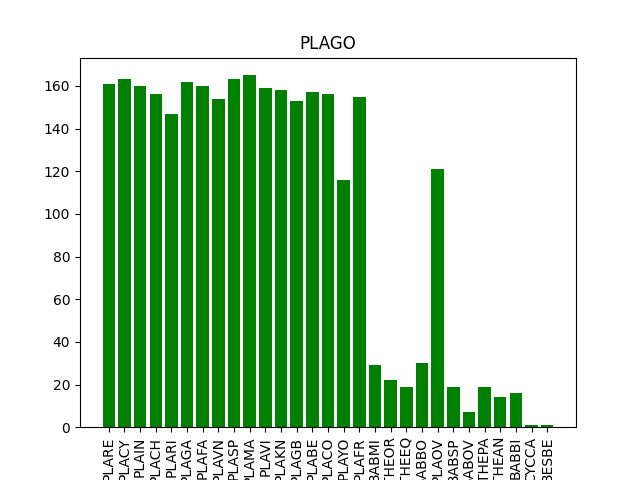 PLAGO
160
140
120
100
80
60
40
20
0
PLARE
PLACY
PLAIN
PLACH
PLARI
PLAGA
PLAFA
PLAVN
PLASP
PLAMA
PLAVI
PLAKN
PLAGB
PLABE
PLACO
PLAYO
PLAFR
BABMI
THEOR
THEEQ
ABBO
PLAOV
BABSP
ABOV
THEPA
THEAN
BABBI
CYCCA
BESBE